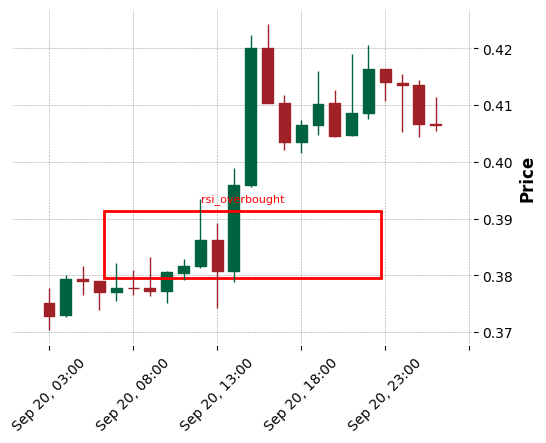 0.42
0.41
0.40
0.39
0.38
0.37
Price
rsi_overbought
Sep 20, 03:00
Sep 20, 08:00
Sep 20, 13:00
Sep 20, 18:00
Sep 20, 23:00